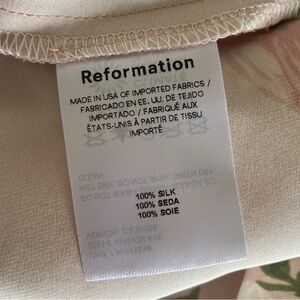 Reformation
MADE IN USA OF IMPORTED FABRICS /
FABRICADO EN EE. UU. DE TEJIDO
IMPORTADO / FABRIQUÉ AUX
ÉTATS-UNIS À PARTIR DE TISSU
IMPORTÉ
100% SILK
100% SEDA
100% SOIE